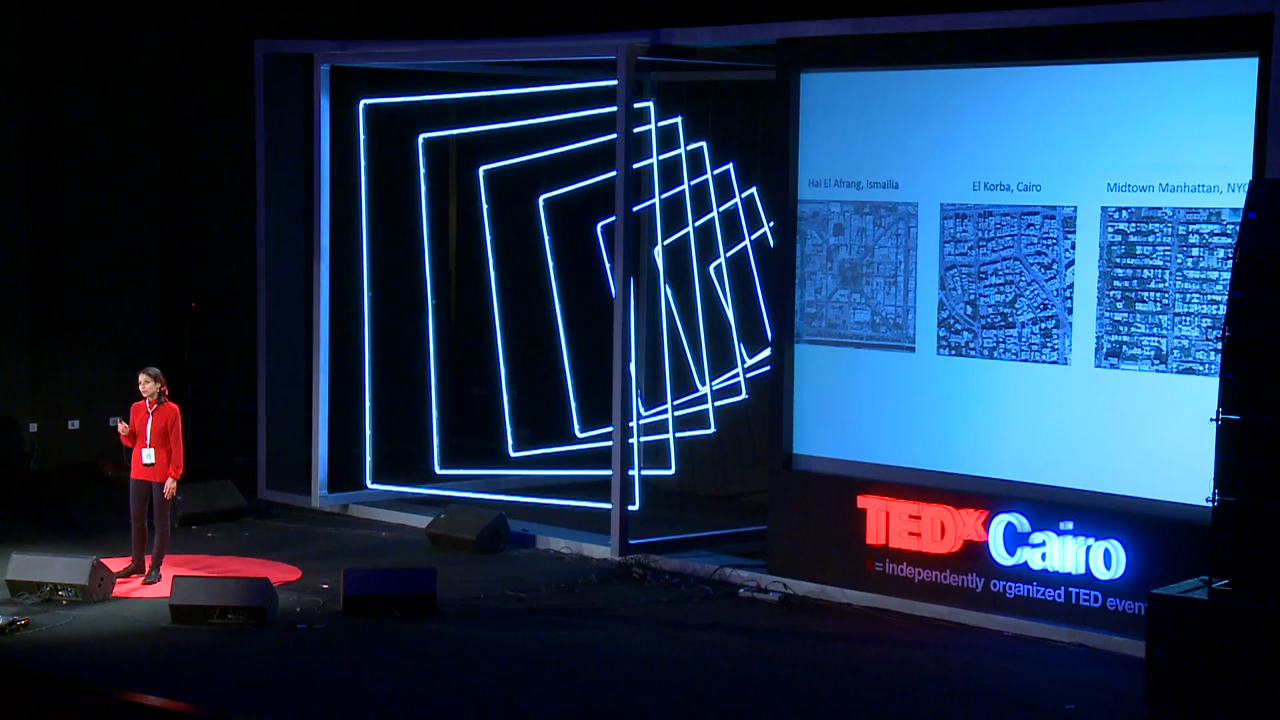 Hai El Afrang, Ismailia
El Korba, Cairo
Midtown Manhattan, NYC
TEDxCairo
x = independently organized TED event